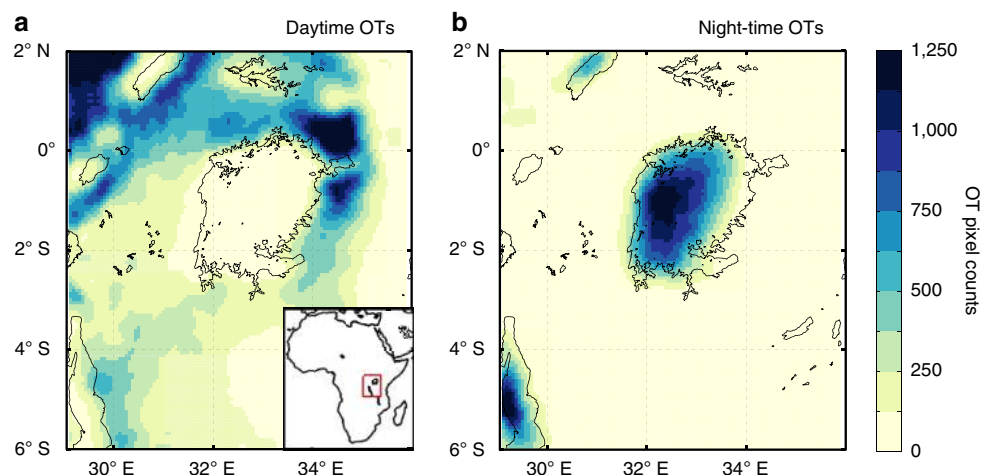 a
Daytime OTs
b
Night-time OTs
2° N
0°
2° S
4° S
6° S
30° E
32° E
34° E
2° N
0°
2° S
4° S
6° S
30° E
32° E
34° E
1,250
1,000
750
500
250
0
OT pixel counts